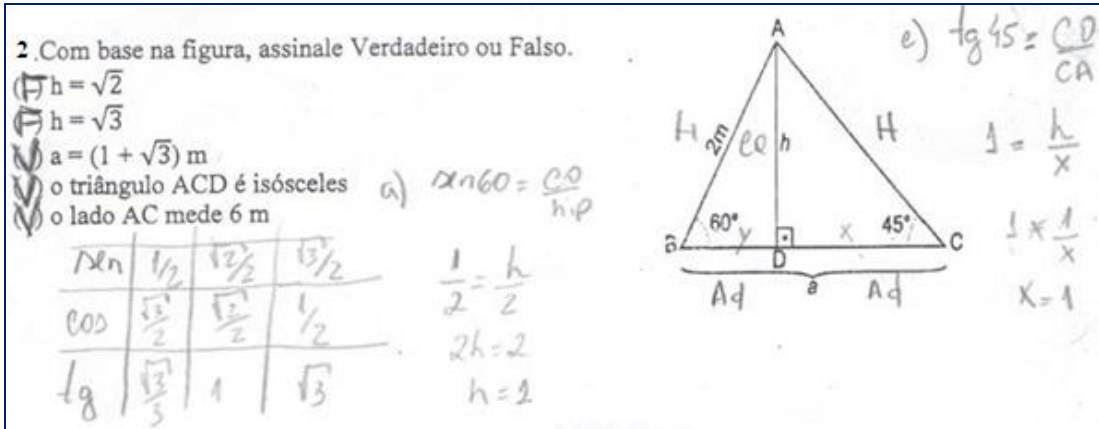 2.Com base na figura, assinale Verdadeiro ou Falso.
(F) h = √2
(F) h = √3
(V) a = (1 + √3) m
(V) o triângulo ACD é isósceles
(V) o lado AC mede 6 m
sen 1/2 √2/2 √3/2
cos √3/2 √2/2 1/2
tg √3/3 1 √3
a) sen60 = CO/hip
1/2 = h/2
2h = 2
h = 1
A
H 2m CO h H
60° y x 45°
B D C
Ad a Ad
e) tg 45 = CO/CA
1 = h/x
1 * 1/x
X = 1